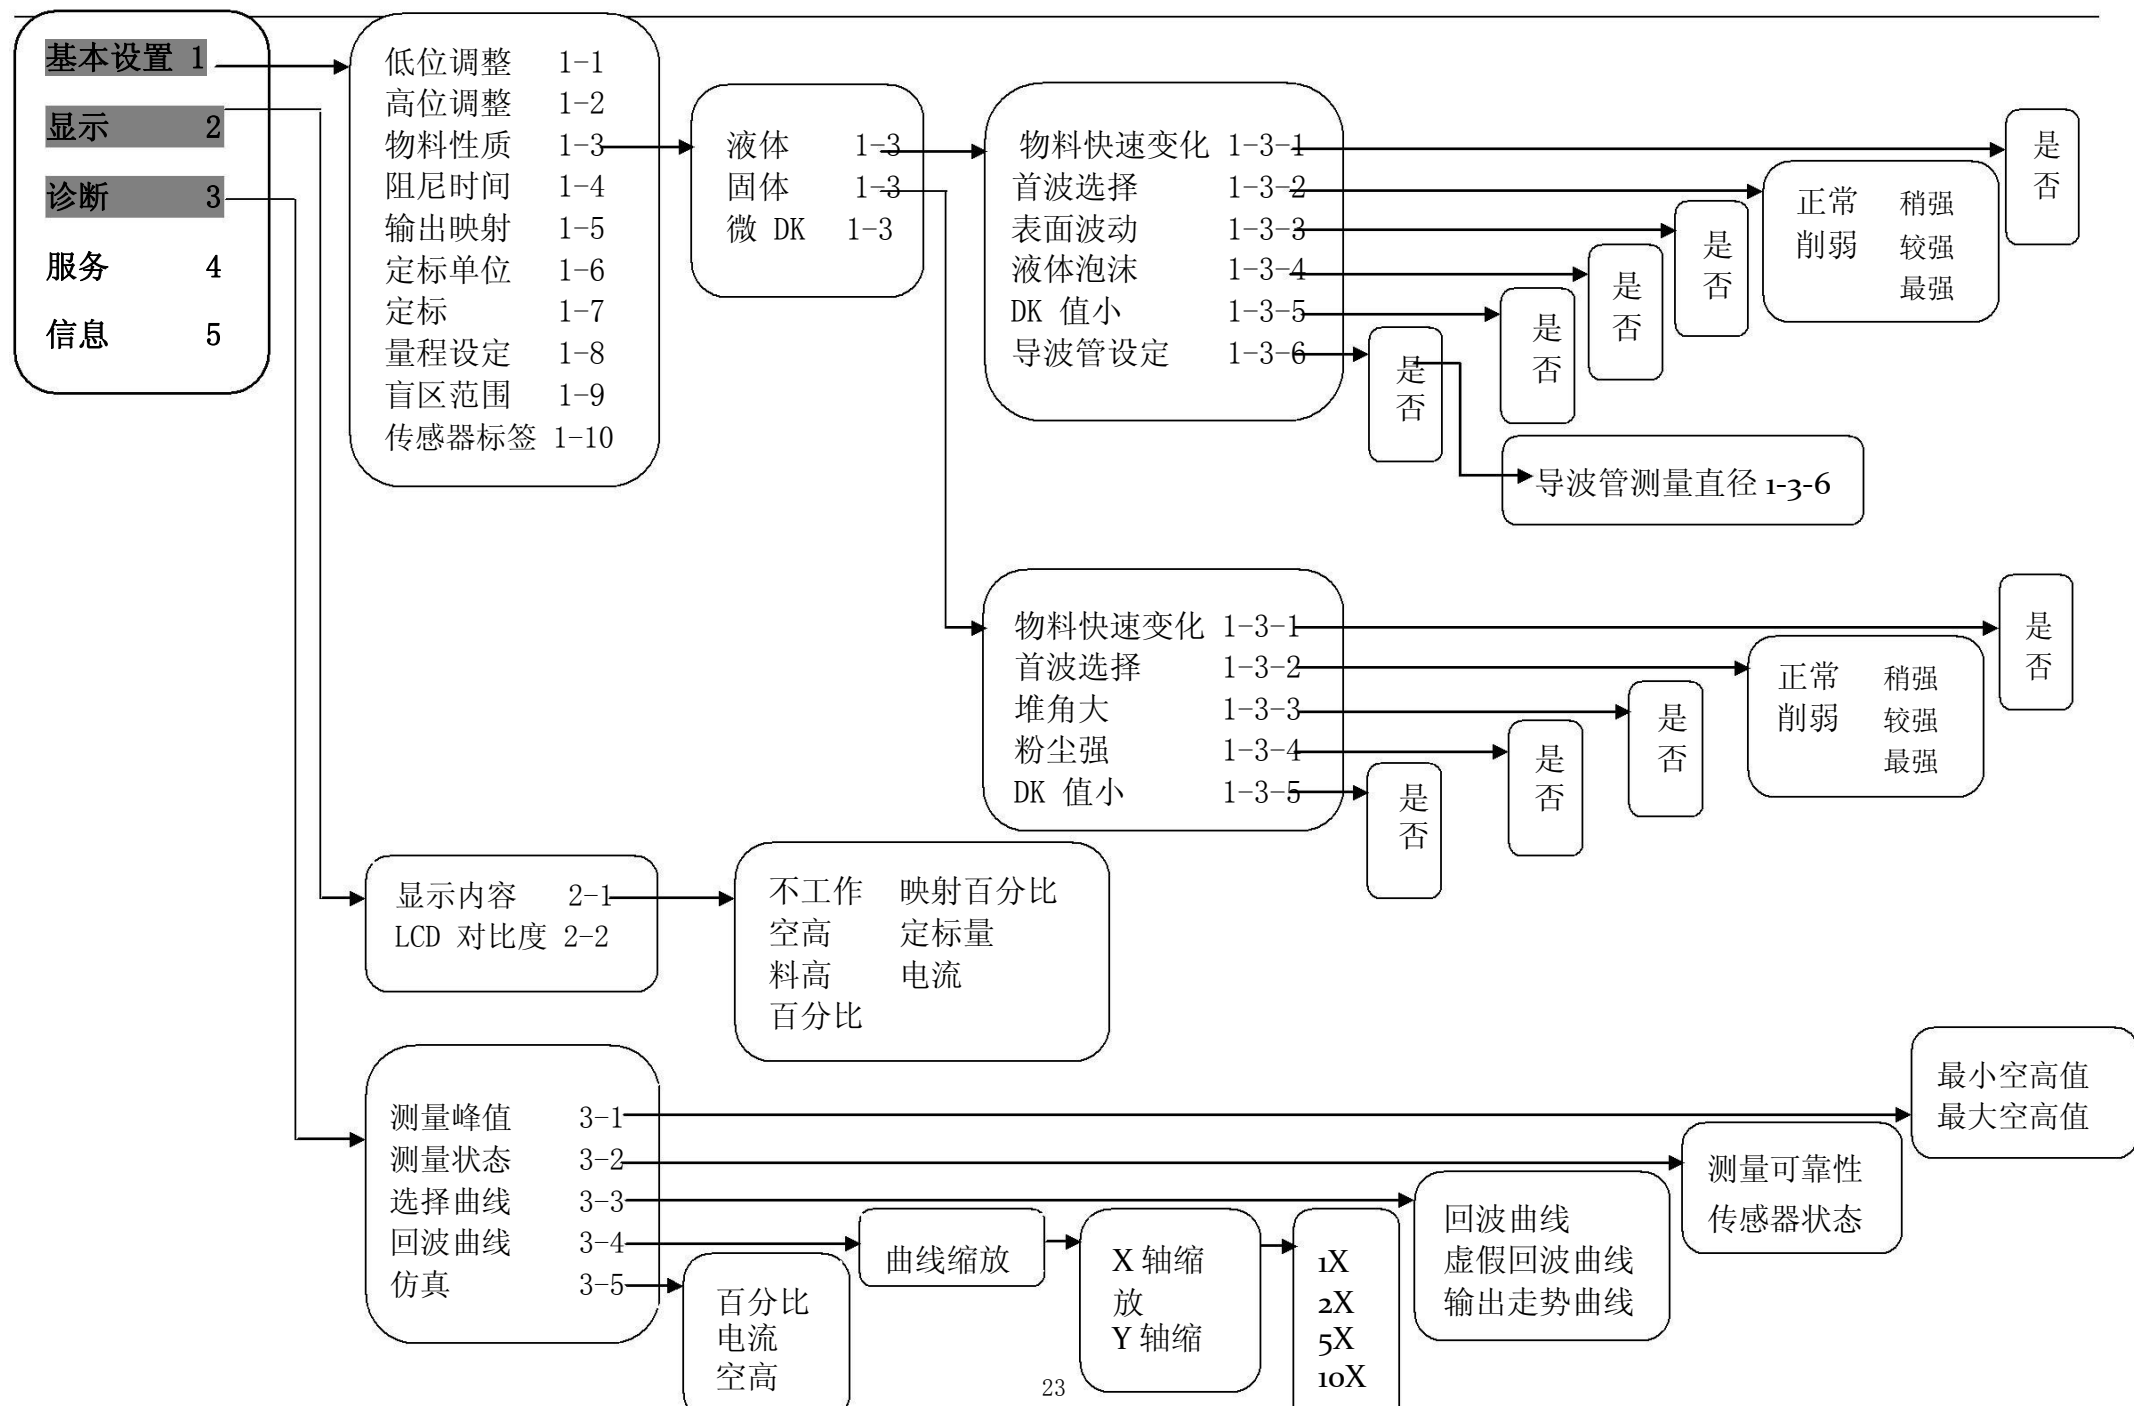 基本设置 1
显示 2
诊断 3
服务 4
信息 5
低位调整 1-1
高位调整 1-2
物料性质 1-3
阻尼时间 1-4
输出映射 1-5
定标单位 1-6
定标 1-7
量程设定 1-8
盲区范围 1-9
传感器标签 1-10
液体 1-3
固体 1-3
微 DK 1-3
物料快速变化 1-3-1
首波选择 1-3-2
表面波动 1-3-3
液体泡沫 1-3-4
DK 值小 1-3-5
导波管设定 1-3-6
是
否
正常 稍强
削弱 较强
最强
是
否
是
否
是
否
是
否
导波管测量直径 1-3-6
物料快速变化 1-3-1
首波选择 1-3-2
堆角大 1-3-3
粉尘强 1-3-4
DK 值小 1-3-5
是
否
正常 稍强
削弱 较强
最强
是
否
是
否
是
否
显示内容 2-1
LCD 对比度 2-2
不工作 映射百分比
空高 定标量
料高 电流
百分比
测量峰值 3-1
测量状态 3-2
选择曲线 3-3
回波曲线 3-4
仿真 3-5
最小空高值
最大空高值
测量可靠性
传感器状态
回波曲线
虚假回波曲线
输出走势曲线
曲线缩放
X 轴缩
放
Y 轴缩
1X
2X
5X
10X
百分比
电流
空高
23